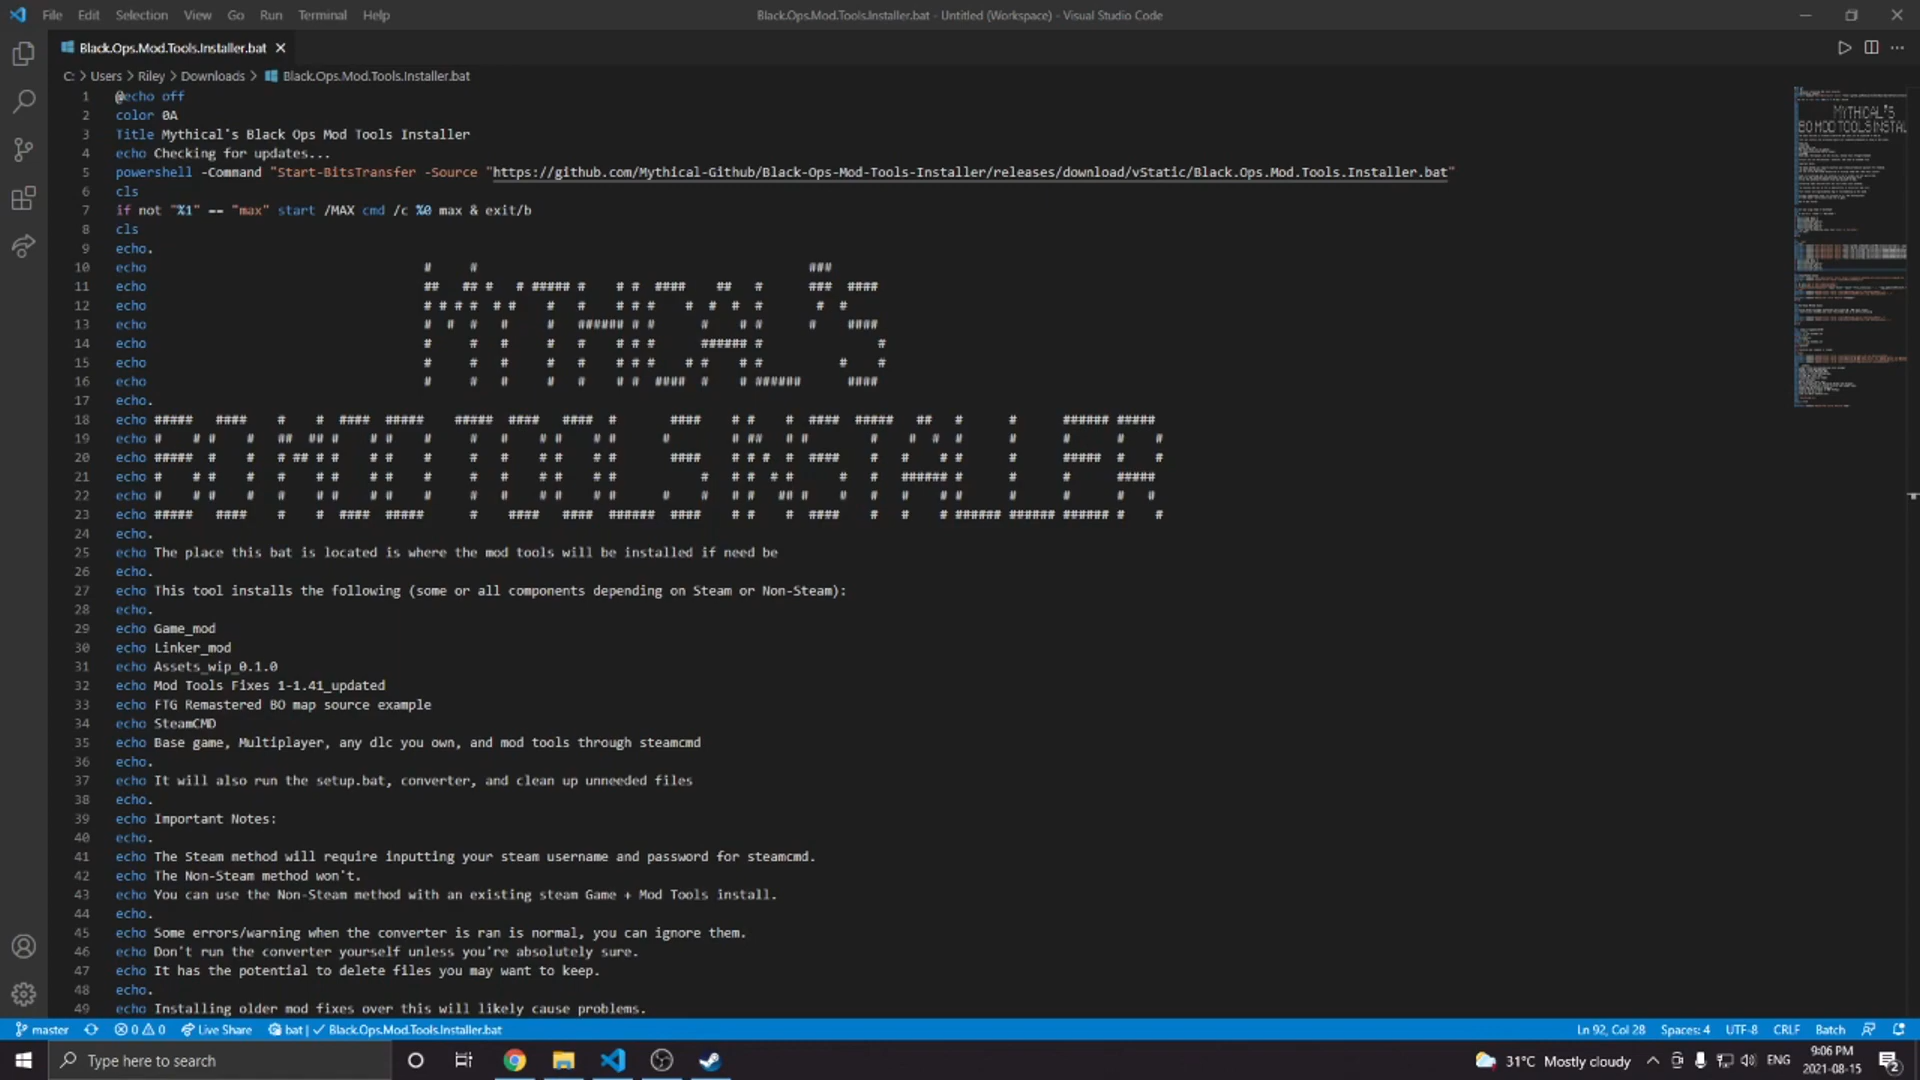 File Edit Selection View Go Run Terminal Help
Black.Ops.Mod.Tools.Installer.bat - Untitled (Workspace) - Visual Studio Code
Black.Ops.Mod.Tools.Installer.bat
C: > Users > Riley > Downloads > Black.Ops.Mod.Tools.Installer.bat
1 @echo off
2 color 0A
3 Title Mythical's Black Ops Mod Tools Installer
4 echo Checking for updates...
5 powershell -Command "Start-BitsTransfer -Source "https://github.com/Mythical-Github/Black-Ops-Mod-Tools-Installer/releases/download/vStatic/Black.Ops.Mod.Tools.Installer.bat"
6 cls
7 if not "%1" == "max" start /MAX cmd /c %0 max & exit/b
8 cls
9 echo.
10 echo
11 echo
12 echo
13 echo
14 echo
15 echo
16 echo
MYTHICAL'S
17 echo.
18 echo
19 echo
20 echo
21 echo
22 echo
23 echo
BO MOD TOOLS INSTALLER
24 echo.
25 echo The place this bat is located is where the mod tools will be installed if need be
26 echo.
27 echo This tool installs the following (some or all components depending on Steam or Non-Steam):
28 echo.
29 echo Game_mod
30 echo Linker_mod
31 echo Assets_wip_0.1.0
32 echo Mod Tools Fixes 1-1.41_updated
33 echo FTG Remastered BO map source example
34 echo SteamCMD
35 echo Base game, Multiplayer, any dlc you own, and mod tools through steamcmd
36 echo.
37 echo It will also run the setup.bat, converter, and clean up unneeded files
38 echo.
39 echo Important Notes:
40 echo.
41 echo The Steam method will require inputting your steam username and password for steamcmd.
42 echo The Non-Steam method won't.
43 echo You can use the Non-Steam method with an existing steam Game + Mod Tools install.
44 echo.
45 echo Some errors/warning when the converter is ran is normal, you can ignore them.
46 echo Don't run the converter yourself unless you're absolutely sure.
47 echo It has the potential to delete files you may want to keep.
48 echo.
49 echo Installing older mod fixes over this will likely cause problems.
master 0 0 Live Share bat | ✓ Black.Ops.Mod.Tools.Installer.bat Ln 92, Col 28 Spaces: 4 UTF-8 CRLF Batch
Type here to search
31°C Mostly cloudy ENG 9:06 PM
2021-08-15
2